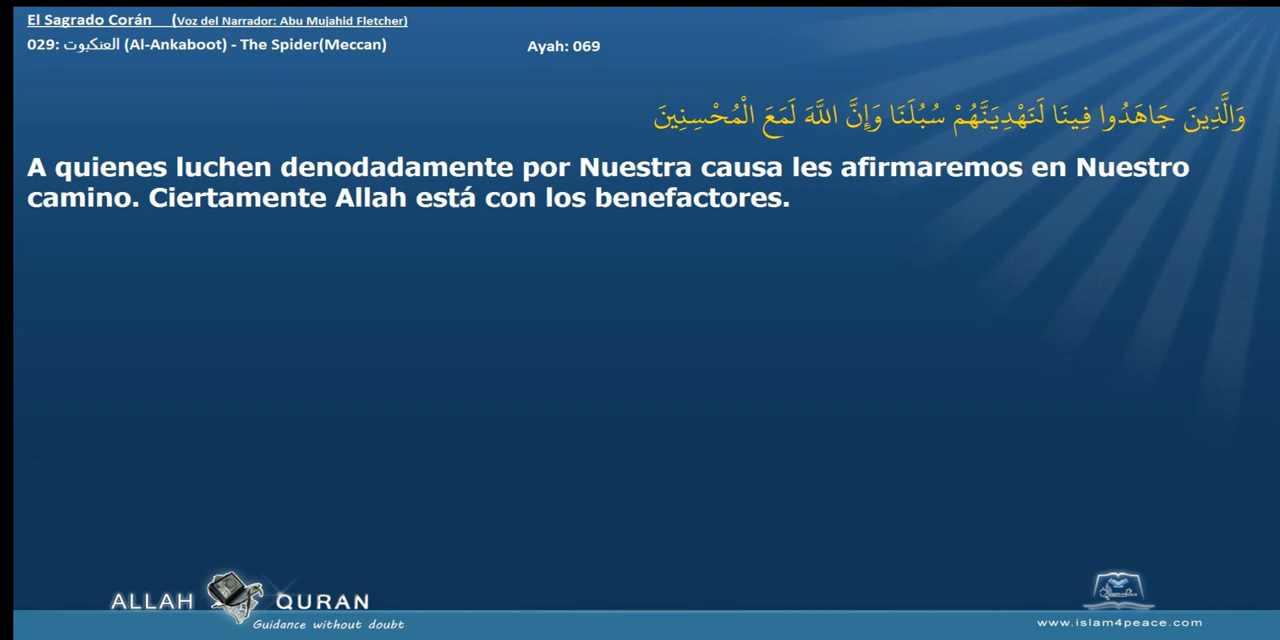 El Sagrado Corán (Voz del Narrador: Abu Mujahid Fletcher)
029: العنكبوت (Al-Ankaboot) - The Spider(Meccan) Ayah: 069
وَالَّذِينَ جَاهَدُوا فِينَا لَنَهْدِيَنَّهُمْ سُبُلَنَا وَإِنَّ اللَّهَ لَمَعَ الْمُحْسِنِينَ
A quienes luchen denodadamente por Nuestra causa les afirmaremos en Nuestro
camino. Ciertamente Allah está con los benefactores.
ALLAH QURAN
Guidance without doubt
www.islam4peace.com